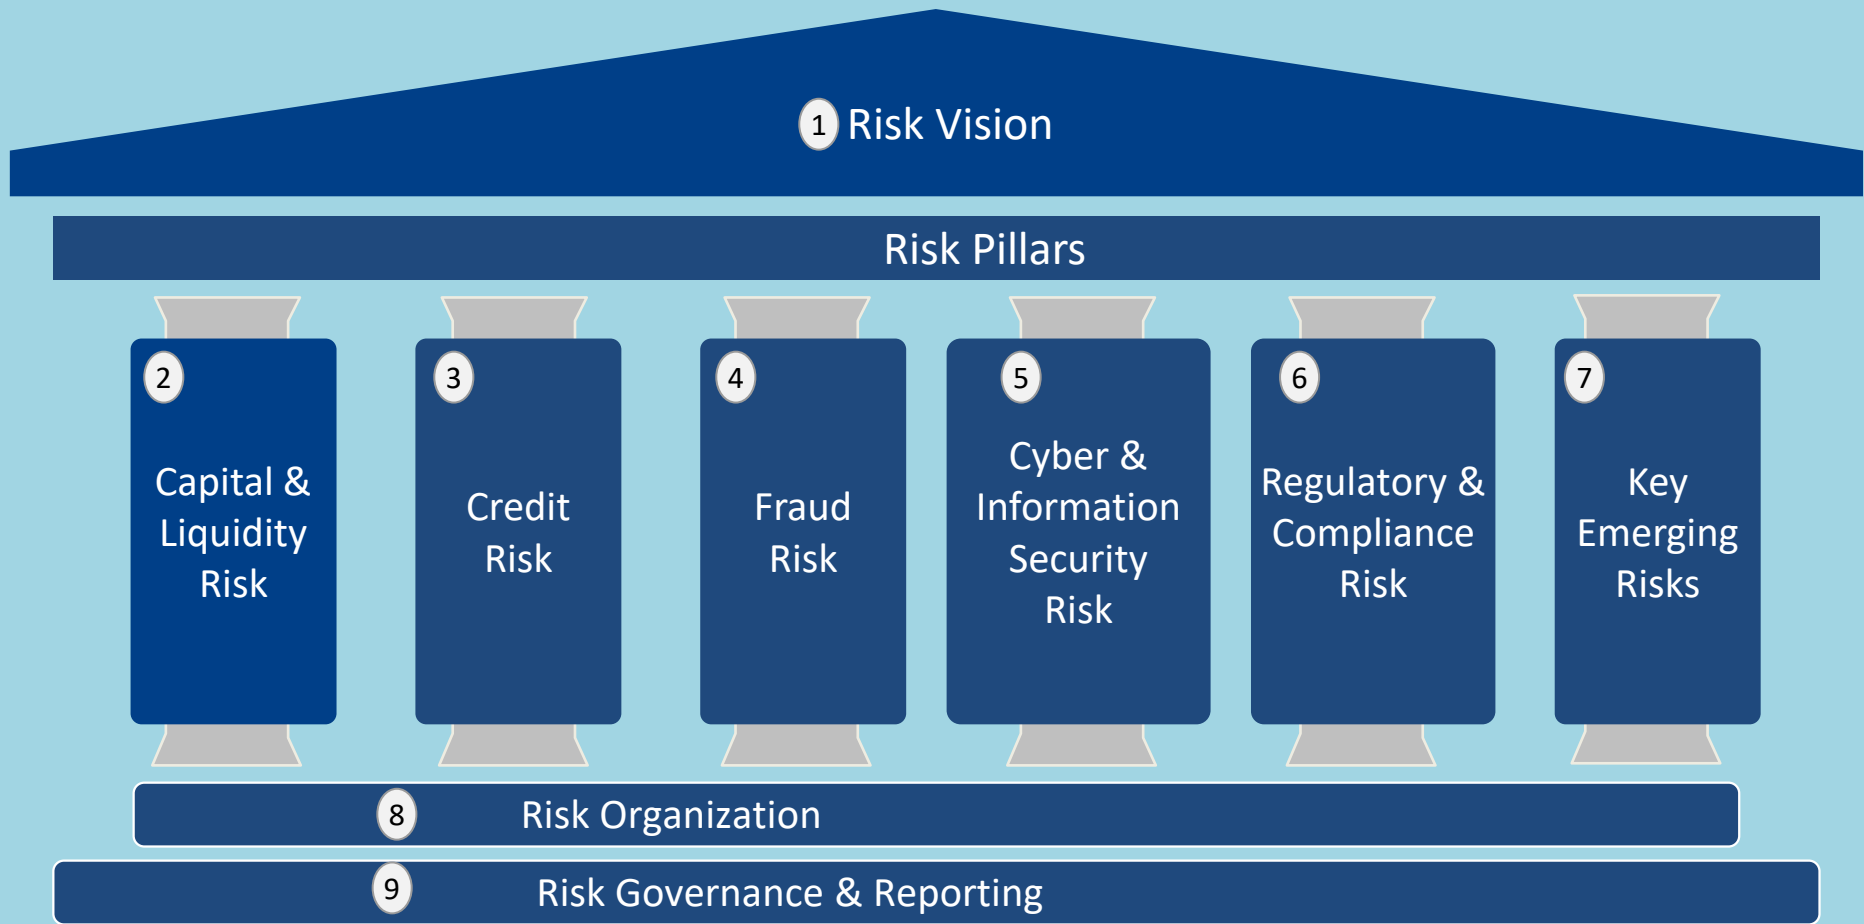 1 Risk Vision
Risk Pillars
2
Capital &
Liquidity
Risk
3
Credit
Risk
4
Fraud
Risk
5
Cyber &
Information
Security
Risk
6
Regulatory &
Compliance
Risk
7
Key
Emerging
Risks
8 Risk Organization
9 Risk Governance & Reporting